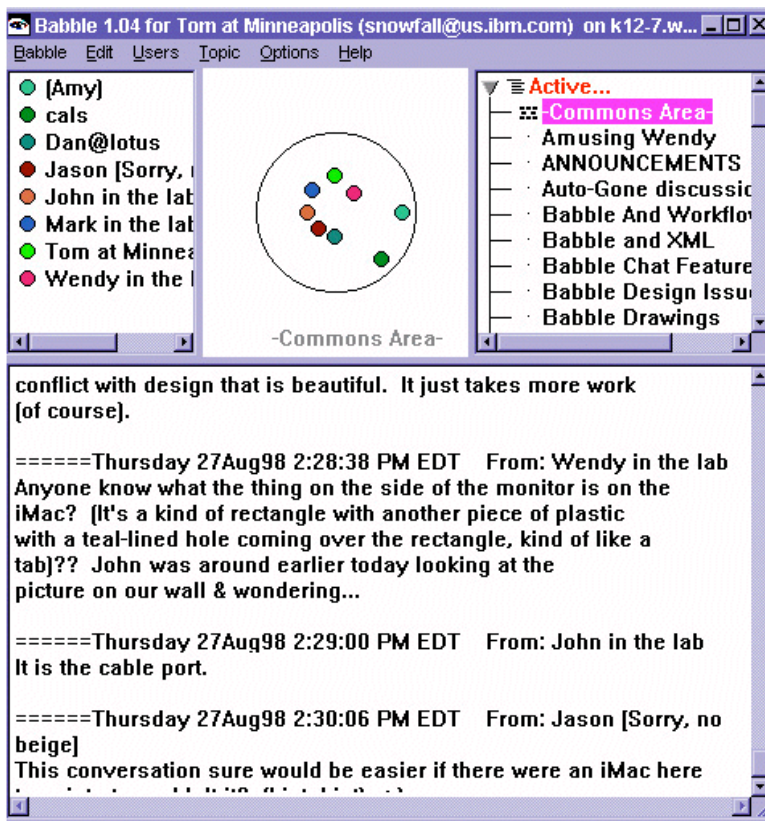 Babble 1.04 for Tom at Minneapolis (snowfall@us.ibm.com) on k12-7.w...
Babble Edit Users Topic Options Help
(Amy)
cals
Dan@lotus
Jason [Sorry,
John in the lab
Mark in the lab
Tom at Minnea
Wendy in the
-Commons Area-
Active...
-Commons Area-
Amusing Wendy
ANNOUNCEMENTS
Auto-Gone discussio
Babble And Workflow
Babble and XML
Babble Chat Feature
Babble Design Issu
Babble Drawings
conflict with design that is beautiful. It just takes more work
(of course).
======Thursday 27Aug98 2:28:38 PM EDT From: Wendy in the lab
Anyone know what the thing on the side of the monitor is on the
iMac? (It's a kind of rectangle with another piece of plastic
with a teal-lined hole coming over the rectangle, kind of like a
tab)?? John was around earlier today looking at the
picture on our wall & wondering...
======Thursday 27Aug98 2:29:00 PM EDT From: John in the lab
It is the cable port.
======Thursday 27Aug98 2:30:06 PM EDT From: Jason [Sorry, no
beige]
This conversation sure would be easier if there were an iMac here